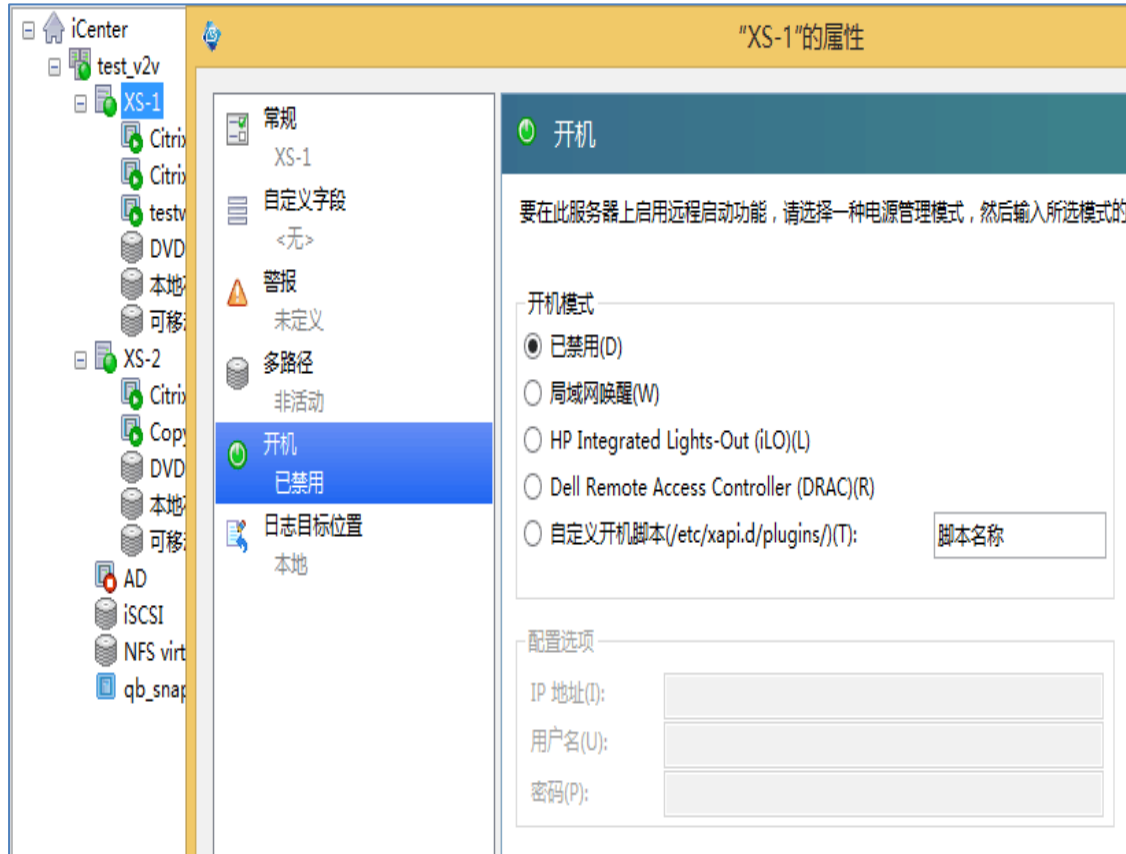 iCenter
test_v2v
XS-1
Citrix
Citrix
testv
DVD
本地
可移
XS-2
Citrix
Copy
DVD
本地
可移
AD
iSCSI
NFS virt
qb_snap
"XS-1"的属性
常规
XS-1
自定义字段
<无>
警报
未定义
多路径
非活动
开机
已禁用
日志目标位置
本地
开机
要在此服务器上启用远程启动功能，请选择一种电源管理模式，然后输入所选模式的
开机模式
已禁用(D)
局域网唤醒(W)
HP Integrated Lights-Out (iLO)(L)
Dell Remote Access Controller (DRAC)(R)
自定义开机脚本(/etc/xapi.d/plugins/)(T): 脚本名称
配置选项
IP 地址(I):
用户名(U):
密码(P):